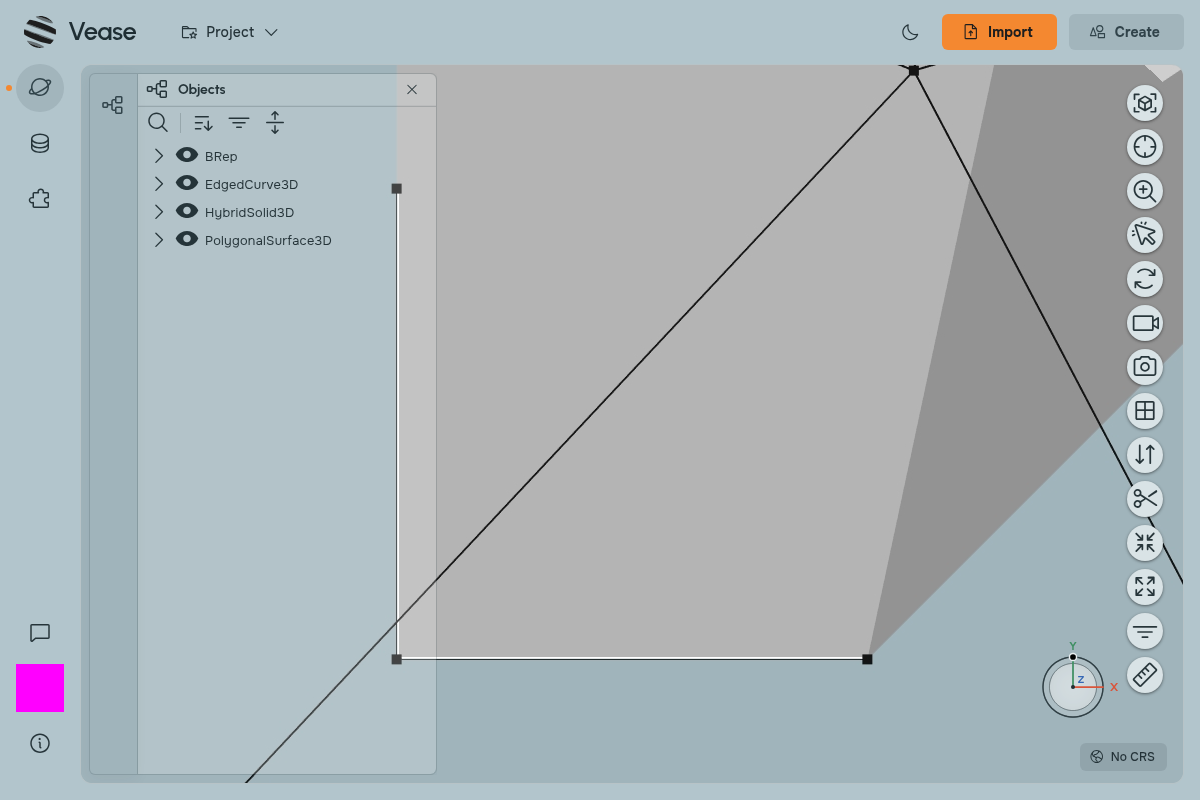 Vease
Project
Import
Create
Objects
BRep
EdgedCurve3D
HybridSolid3D
PolygonalSurface3D
Y
Z
X
No CRS